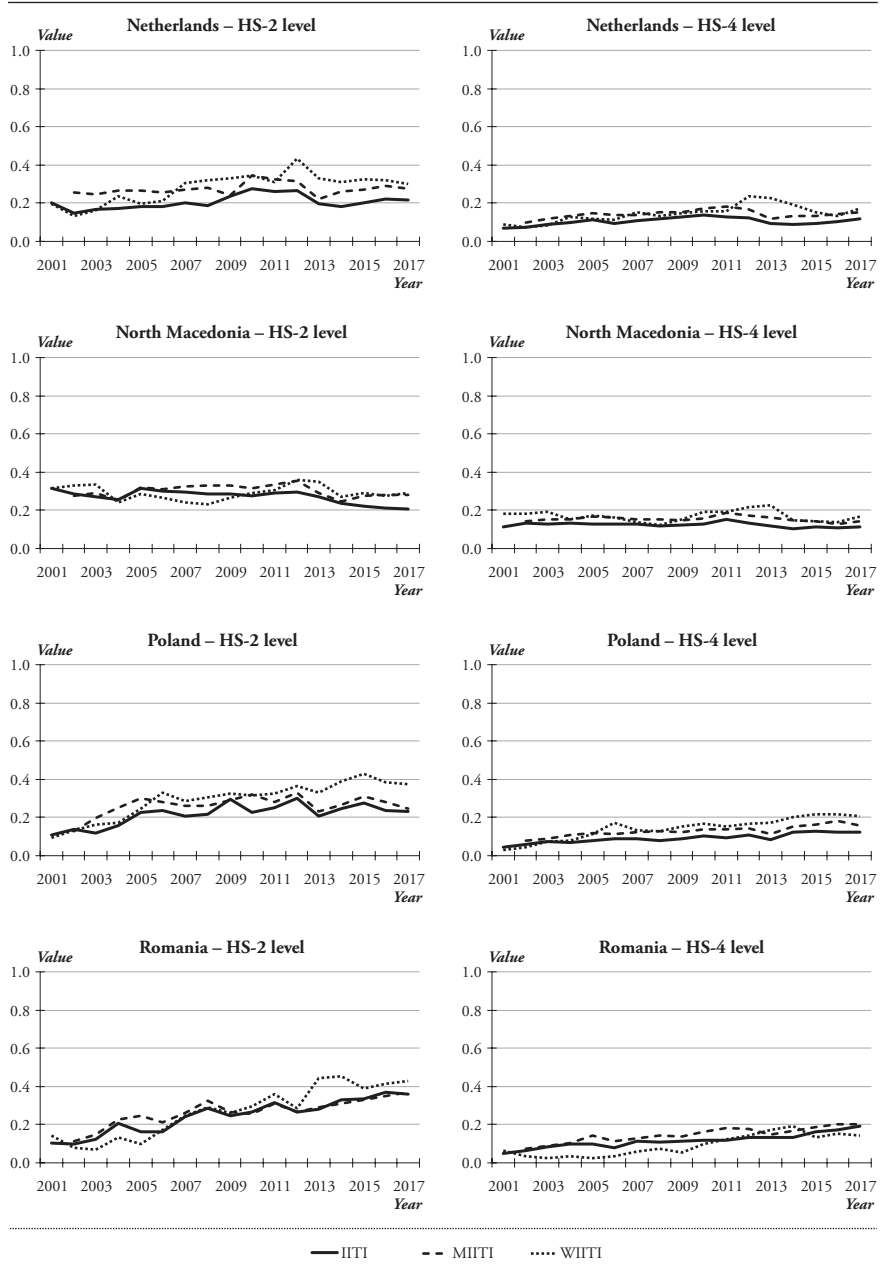 Netherlands – HS-2 level
Value
1.0
0.8
0.6
0.4
0.2
0.0
2001 2003 2005 2007 2009 2011 2013 2015 2017
Year
Netherlands – HS-4 level
Value
1.0
0.8
0.6
0.4
0.2
0.0
2001 2003 2005 2007 2009 2011 2013 2015 2017
Year
North Macedonia – HS-2 level
Value
1.0
0.8
0.6
0.4
0.2
0.0
2001 2003 2005 2007 2009 2011 2013 2015 2017
Year
North Macedonia – HS-4 level
Value
1.0
0.8
0.6
0.4
0.2
0.0
2001 2003 2005 2007 2009 2011 2013 2015 2017
Year
Poland – HS-2 level
Value
1.0
0.8
0.6
0.4
0.2
0.0
2001 2003 2005 2007 2009 2011 2013 2015 2017
Year
Poland – HS-4 level
Value
1.0
0.8
0.6
0.4
0.2
0.0
2001 2003 2005 2007 2009 2011 2013 2015 2017
Year
Romania – HS-2 level
Value
1.0
0.8
0.6
0.4
0.2
0.0
2001 2003 2005 2007 2009 2011 2013 2015 2017
Year
Romania – HS-4 level
Value
1.0
0.8
0.6
0.4
0.2
0.0
2001 2003 2005 2007 2009 2011 2013 2015 2017
Year
IITI MIITI WIITI